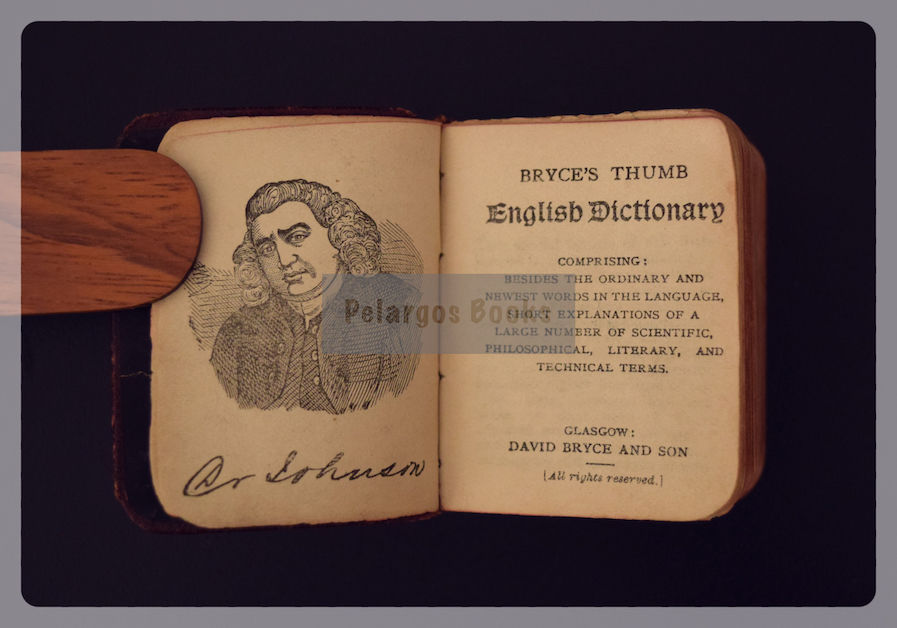 Dr Johnson
BRYCE'S THUMB
English Dictionary
COMPRISING:
BESIDES THE ORDINARY AND
NEWEST WORDS IN THE LANGUAGE,
SHORT EXPLANATIONS OF A
LARGE NUMBER OF SCIENTIFIC,
PHILOSOPHICAL, LITERARY, AND
TECHNICAL TERMS.
GLASGOW:
DAVID BRYCE AND SON
[All rights reserved.]
Pelargos Books